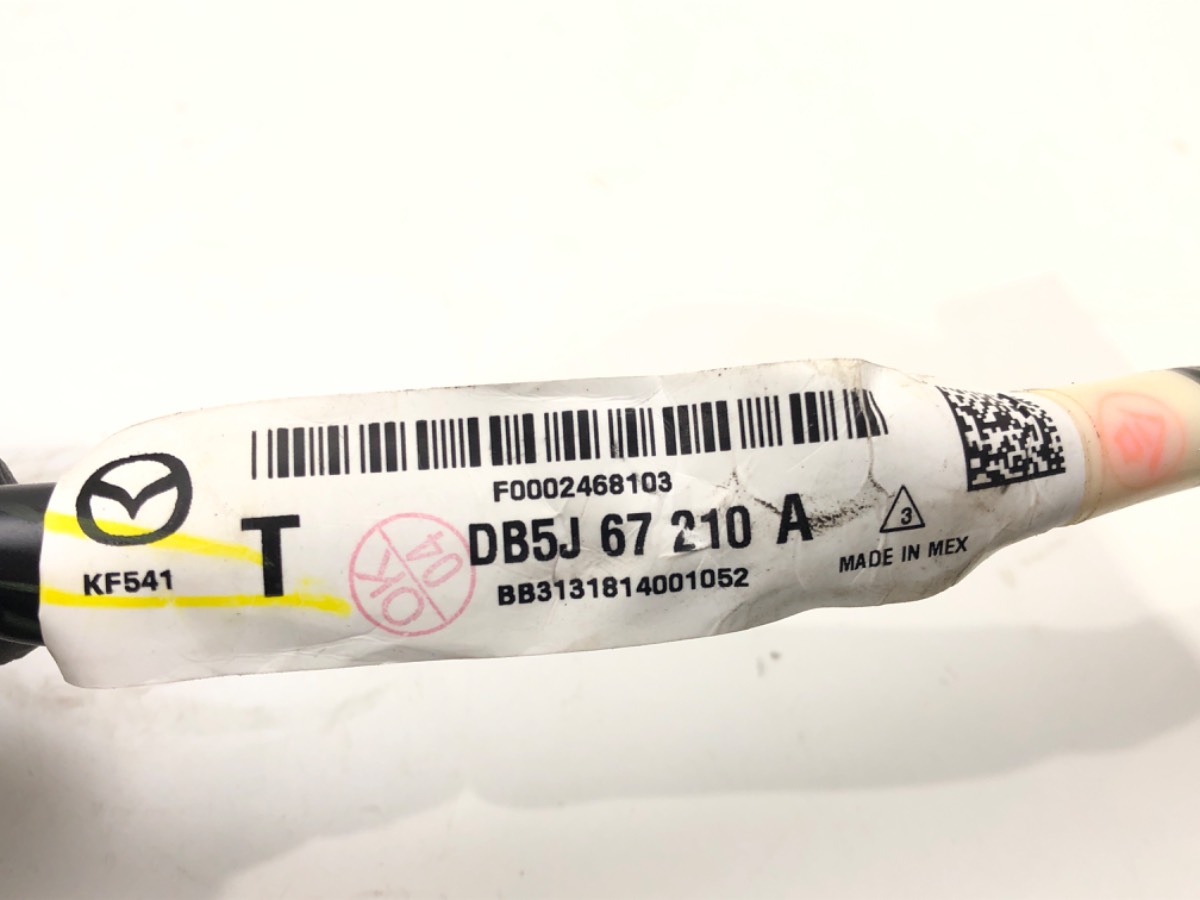 F0002468103
T
DB5J 67 210 A
3
KF541
OK
04
BB3131814001052
MADE IN MEX